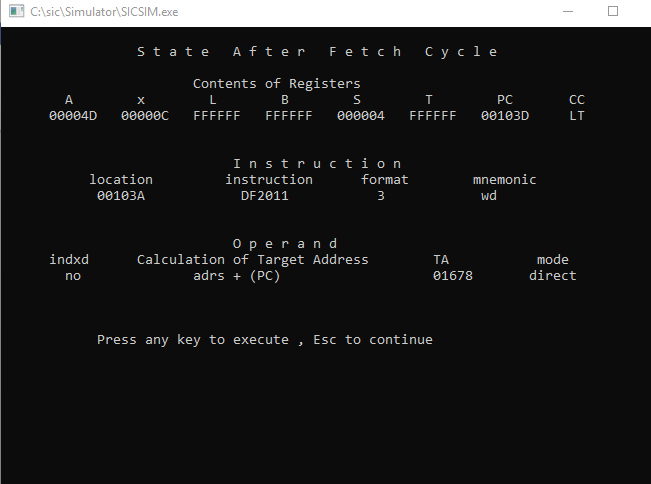 C:\sic\Simulator\SICSIM.exe
S t a t e   A f t e r   F e t c h   C y c l e
Contents of Registers
A x L B S T PC CC
00004D 00000C FFFFFF FFFFFF 000004 FFFFFF 00103D LT
I n s t r u c t i o n
location instruction format mnemonic
00103A DF2011 3 wd
O p e r a n d
indxd Calculation of Target Address TA mode
no adrs + (PC) 01678 direct
Press any key to execute , Esc to continue